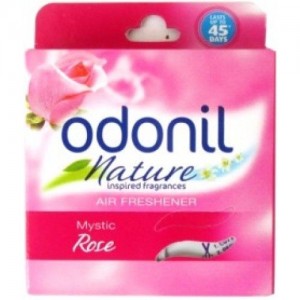 LASTS
UP TO
45*
DAYS
odonil
Nature
inspired fragrances
AIR FRESHENER
Mystic
Rose